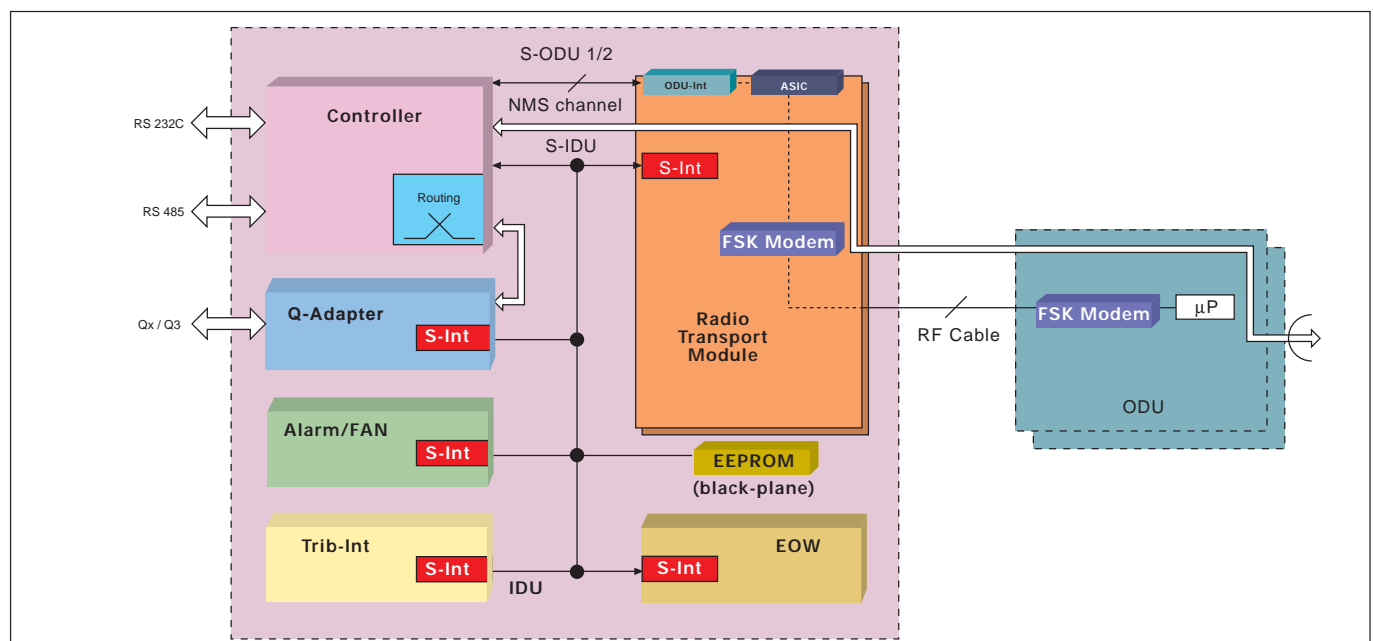 S-ODU 1/2
NMS channel
ODU-Int
ASIC
Controller
RS 232C
S-IDU
S-Int
Routing
RS 485
FSK Modem
Q-Adapter
S-Int
Qx / Q3
Radio
Transport
Module
RF Cable
FSK Modem
µP
ODU
Alarm/FAN
S-Int
EEPROM
(black-plane)
Trib-Int
S-Int
IDU
EOW
S-Int